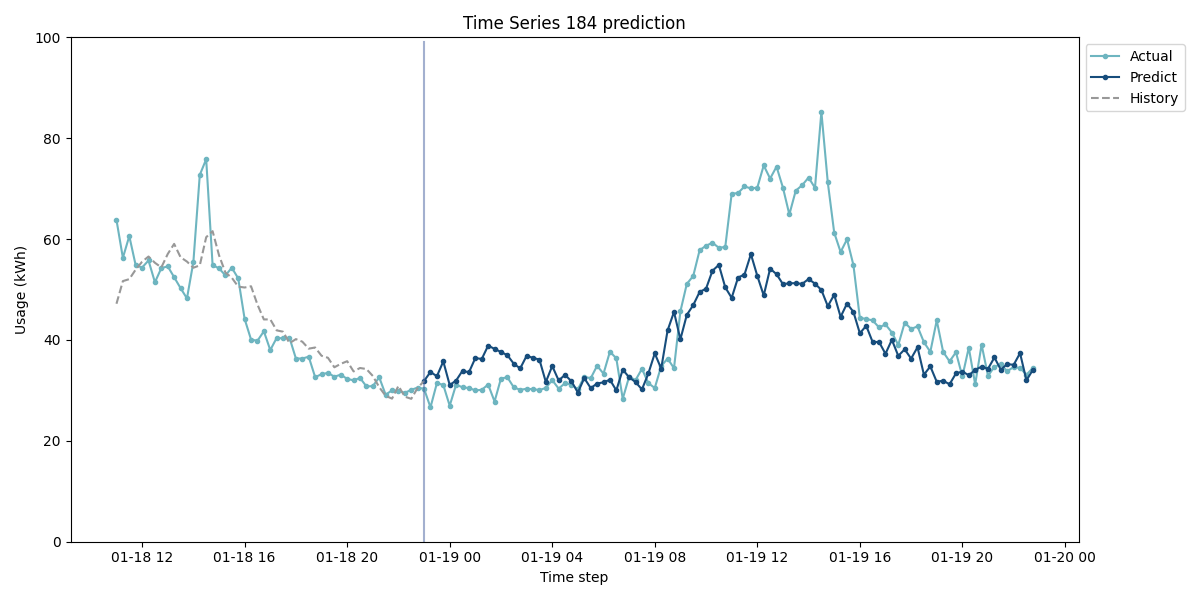 Time Series 184 prediction
100
80
60
40
20
0
Usage (kWh)
01-18 12
01-18 16
01-18 20
01-19 00
01-19 04
01-19 08
01-19 12
01-19 16
01-19 20
01-20 00
Time step
Actual
Predict
History